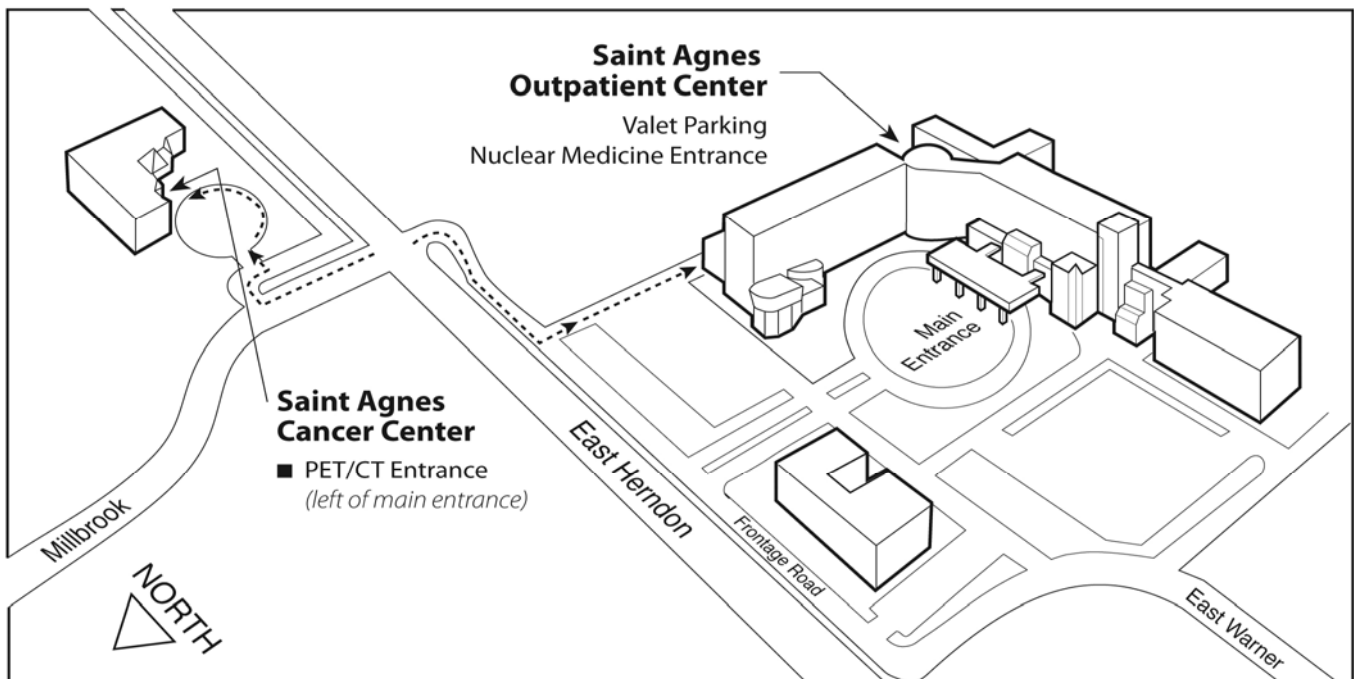 Saint Agnes
Outpatient Center
Valet Parking
Nuclear Medicine Entrance
Main
Entrance
Saint Agnes
Cancer Center
■ PET/CT Entrance
(left of main entrance)
East Herndon
Frontage Road
Millbrook
NORTH
East Warner